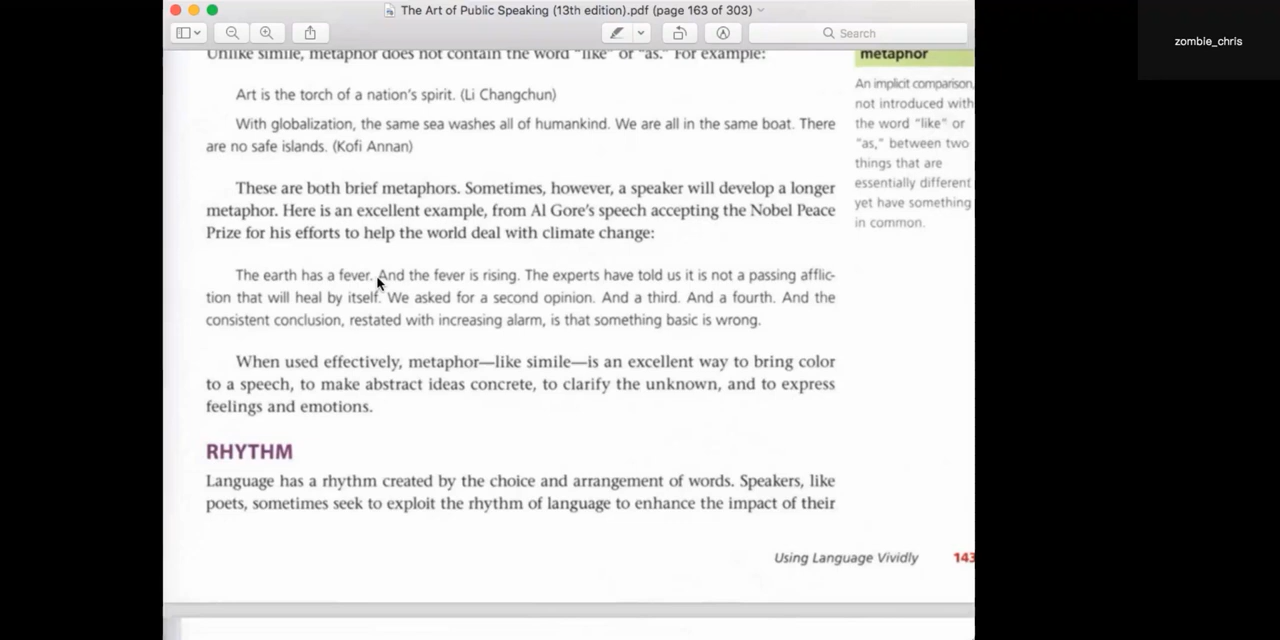 The Art of Public Speaking (13th edition).pdf (page 163 of 303)
Search
zombie_chris
Unlike simile, metaphor does not contain the word “like” or “as.” For example:
Art is the torch of a nation’s spirit. (Li Changchun)
With globalization, the same sea washes all of humankind. We are all in the same boat. There
are no safe islands. (Kofi Annan)
These are both brief metaphors. Sometimes, however, a speaker will develop a longer
metaphor. Here is an excellent example, from Al Gore’s speech accepting the Nobel Peace
Prize for his efforts to help the world deal with climate change:
The earth has a fever. And the fever is rising. The experts have told us it is not a passing afflic-
tion that will heal by itself. We asked for a second opinion. And a third. And a fourth. And the
consistent conclusion, restated with increasing alarm, is that something basic is wrong.
When used effectively, metaphor—like simile—is an excellent way to bring color
to a speech, to make abstract ideas concrete, to clarify the unknown, and to express
feelings and emotions.
RHYTHM
Language has a rhythm created by the choice and arrangement of words. Speakers, like
poets, sometimes seek to exploit the rhythm of language to enhance the impact of their
metaphor
An implicit comparison,
not introduced with
the word “like” or
“as,” between two
things that are
essentially different
yet have something
in common.
Using Language Vividly 143